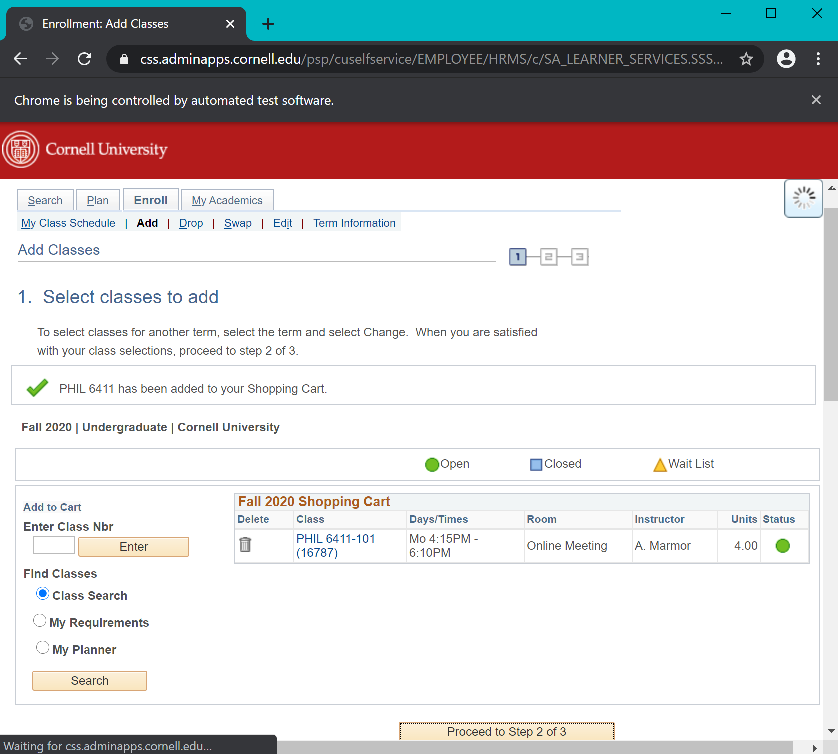 Enrollment: Add Classes
css.adminapps.cornell.edu/psp/cuselfservice/EMPLOYEE/HRMS/c/SA_LEARNER_SERVICES.SSS...
Chrome is being controlled by automated test software.
Cornell University
Search Plan Enroll My Academics
My Class Schedule | Add | Drop | Swap | Edit | Term Information
Add Classes
1 2 3
1. Select classes to add
To select classes for another term, select the term and select Change. When you are satisfied
with your class selections, proceed to step 2 of 3.
PHIL 6411 has been added to your Shopping Cart.
Fall 2020 | Undergraduate | Cornell University
Open Closed Wait List
Add to Cart
Enter Class Nbr
Enter
Find Classes
Class Search
My Requirements
My Planner
Search
Fall 2020 Shopping Cart
Delete Class Days/Times Room Instructor Units Status
PHIL 6411-101 Mo 4:15PM - Online Meeting A. Marmor 4.00
(16787) 6:10PM
Proceed to Step 2 of 3
Waiting for css.adminapps.cornell.edu...